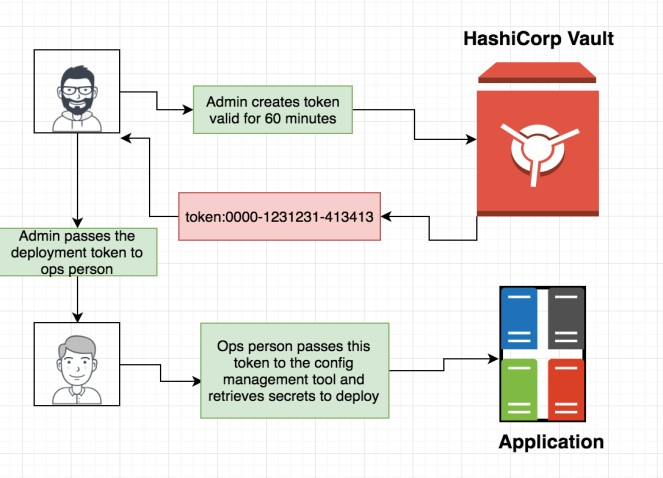 HashiCorp Vault
Admin creates token
valid for 60 minutes
token:0000-1231231-413413
Admin passes the
deployment token to
ops person
Ops person passes this
token to the config
management tool and
retrieves secrets to deploy
Application